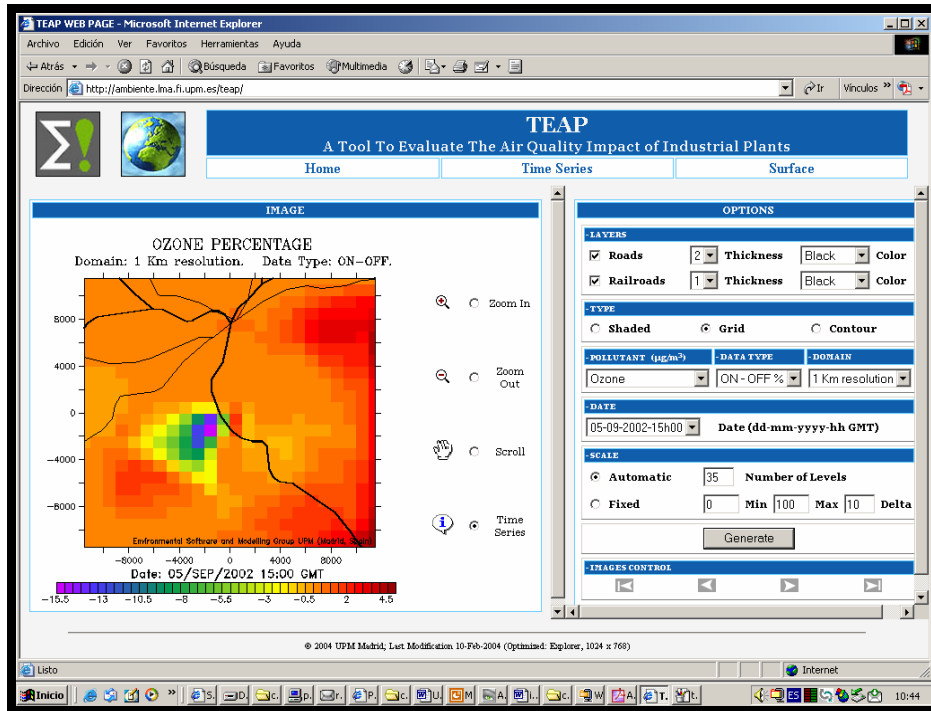 TEAP WEB PAGE - Microsoft Internet Explorer
Archivo Edición Ver Favoritos Herramientas Ayuda
Atrás Búsqueda Favoritos Multimedia
Dirección http://ambiente.lma.fi.upm.es/teap/ Ir Vínculos »
TEAP
A Tool To Evaluate The Air Quality Impact of Industrial Plants
Home Time Series Surface
IMAGE
OZONE PERCENTAGE
Domain: 1 Km resolution. Data Type: ON-OFF.
8000
4000
0
-4000
-8000
Environmental Software and Modelling Group UPM (Madrid, Spain)
-8000 -4000 0 4000 8000
Date: 05/SEP/2002 15:00 GMT
-15.5 -13 -10.5 -8 -5.5 -3 -0.5 2 4.5
Zoom In
Zoom
Out
Scroll
Time
Series
OPTIONS
-LAYERS
Roads 2 Thickness Black Color
Railroads 1 Thickness Black Color
-TYPE
Shaded Grid Contour
-POLLUTANT (µg/m³) -DATA TYPE -DOMAIN
Ozone ON - OFF % 1 Km resolution
-DATE
05-09-2002-15h00 Date (dd-mm-yyyy-hh GMT)
-SCALE
Automatic 35 Number of Levels
Fixed 0 Min 100 Max 10 Delta
Generate
-IMAGES CONTROL
© 2004 UPM Madrid; Last Modification 10-Feb-2004 (Optimized: Explorer, 1024 x 768)
Listo Internet
Inicio » S. D. c. p. r. P. c. U. M A. i.. c. W A. T. t. ES 10:44